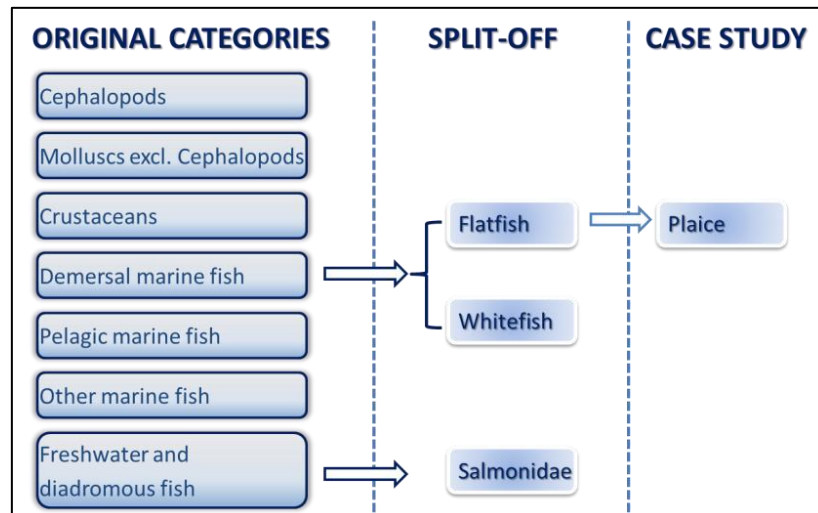 ORIGINAL CATEGORIES
SPLIT-OFF
CASE STUDY
Cephalopods
Molluscs excl. Cephalopods
Crustaceans
Flatfish
Plaice
Demersal marine fish
Whitefish
Pelagic marine fish
Other marine fish
Freshwater and
diadromous fish
Salmonidae